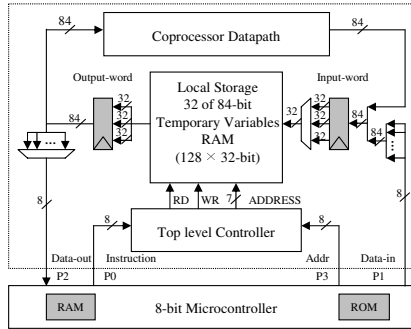 84
84
Coprocessor Datapath
Output-word
Input-word
Local Storage
32 of 84-bit
Temporary Variables
RAM
(128 × 32-bit)
84
32
32
32
32
32
32
32
84
84
...
8
8
RD
WR
7
ADDRESS
8
Top level Controller
8
Data-out
Instruction
Addr
Data-in
P2
P0
P3
P1
RAM
8-bit Microcontroller
ROM